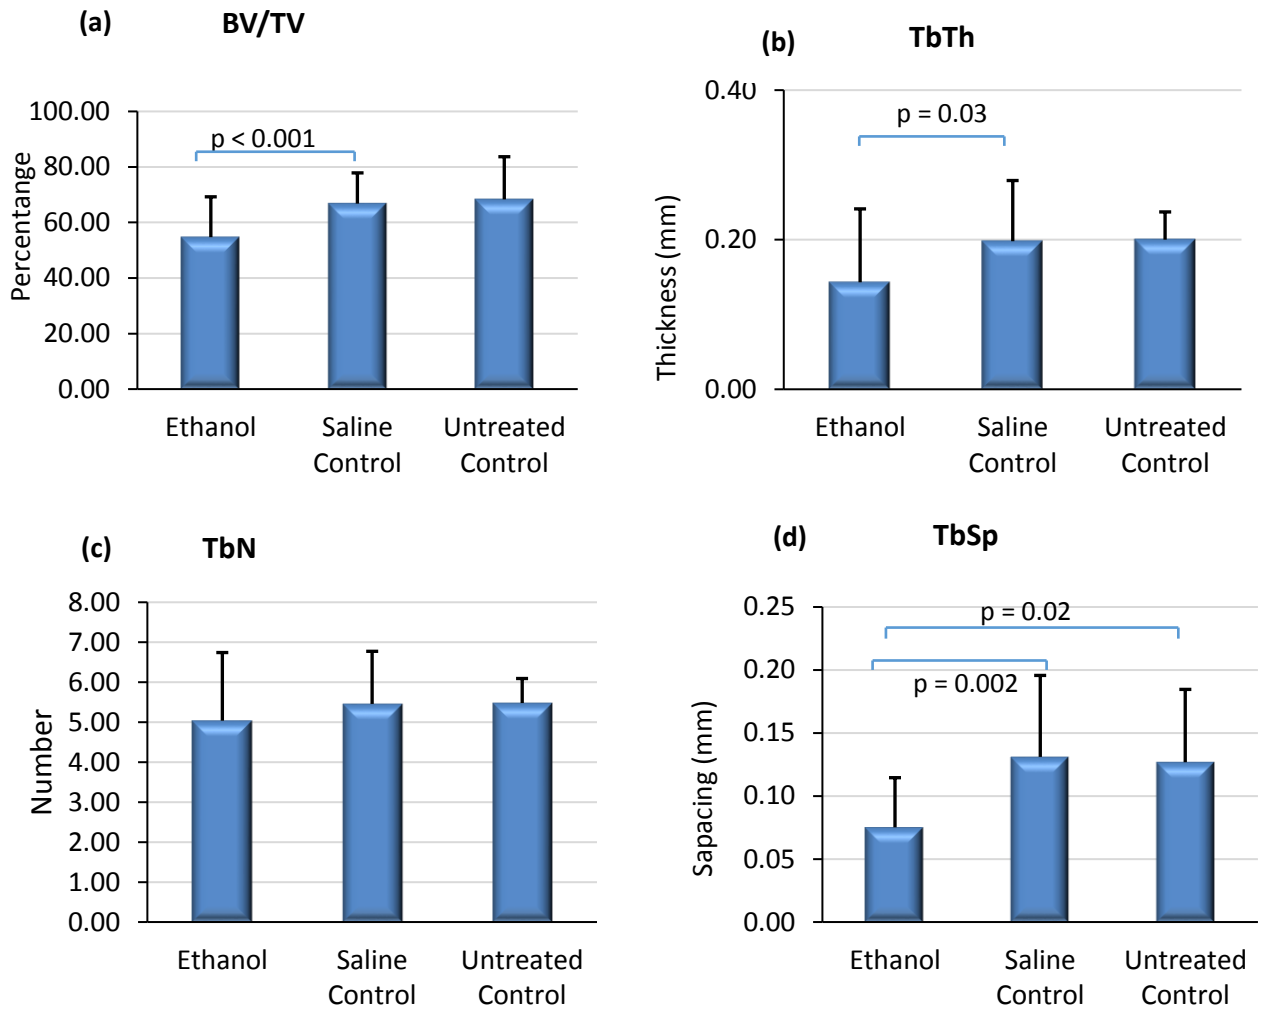 (a)
BV/TV
100.00
80.00
60.00
40.00
20.00
0.00
Percentange
p < 0.001
Ethanol
Saline
Control
Untreated
Control
(b)
TbTh
0.40
0.20
0.00
Thickness (mm)
p = 0.03
Ethanol
Saline
Control
Untreated
Control
(c)
TbN
8.00
7.00
6.00
5.00
4.00
3.00
2.00
1.00
0.00
Number
Ethanol
Saline
Control
Untreated
Control
(d)
TbSp
0.25
0.20
0.15
0.10
0.05
0.00
Sapacing (mm)
p = 0.02
p = 0.002
Ethanol
Saline
Control
Untreated
Control